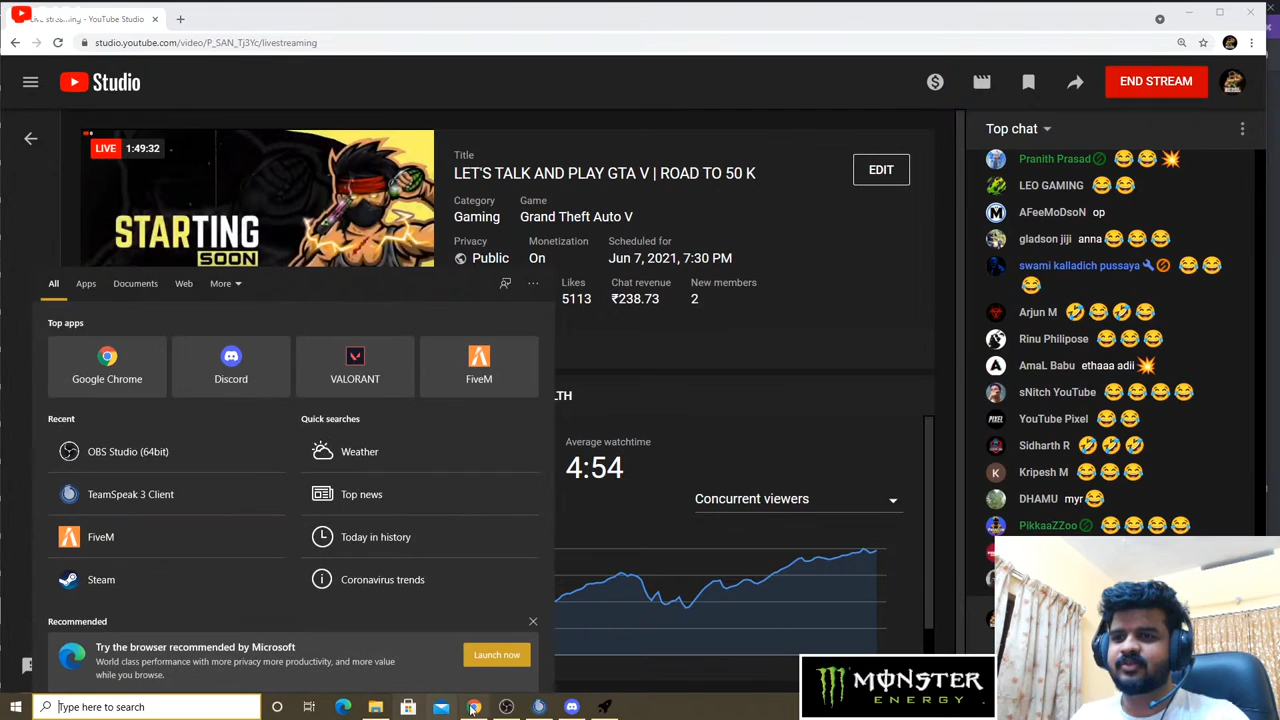 Live streaming - YouTube Studio
studio.youtube.com/video/P_SAN_Tj3Yc/livestreaming
Studio
END STREAM
LIVE 1:49:32
STARTING
SOON
Title
LET'S TALK AND PLAY GTA V | ROAD TO 50 K
EDIT
Category
Game
Gaming
Grand Theft Auto V
Privacy
Monetization
Scheduled for
Public
On
Jun 7, 2021, 7:30 PM
Likes
Chat revenue
New members
5113
₹238.73
2
LTH
Average watchtime
4:54
Concurrent viewers
Top chat
Pranith Prasad 😂😂💥
LEO GAMING 😂😂
AFeeMoDsoN op
gladson jiji anna😂😂😂
swami kalladich pussaya 😂😂
😂
Arjun M 🤣😂🤣😂
Rinu Philipose 😂😂😂
AmaL Babu ethaaa adii💥
sNitch YouTube 😂😂😂😂
YouTube Pixel 😂😂
Sidharth R 🤣🤣🤣
Kripesh M 😂😂😂
DHAMU myr😂
PikkaaZZoo 😂😂😂😂
All
Apps
Documents
Web
More
Top apps
Google Chrome
Discord
VALORANT
FiveM
Recent
OBS Studio (64bit)
TeamSpeak 3 Client
FiveM
Steam
Quick searches
Weather
Top news
Today in history
Coronavirus trends
Recommended
Try the browser recommended by Microsoft
World class performance with more privacy more productivity, and more value
while you browse.
Launch now
Type here to search
MONSTER
ENERGY